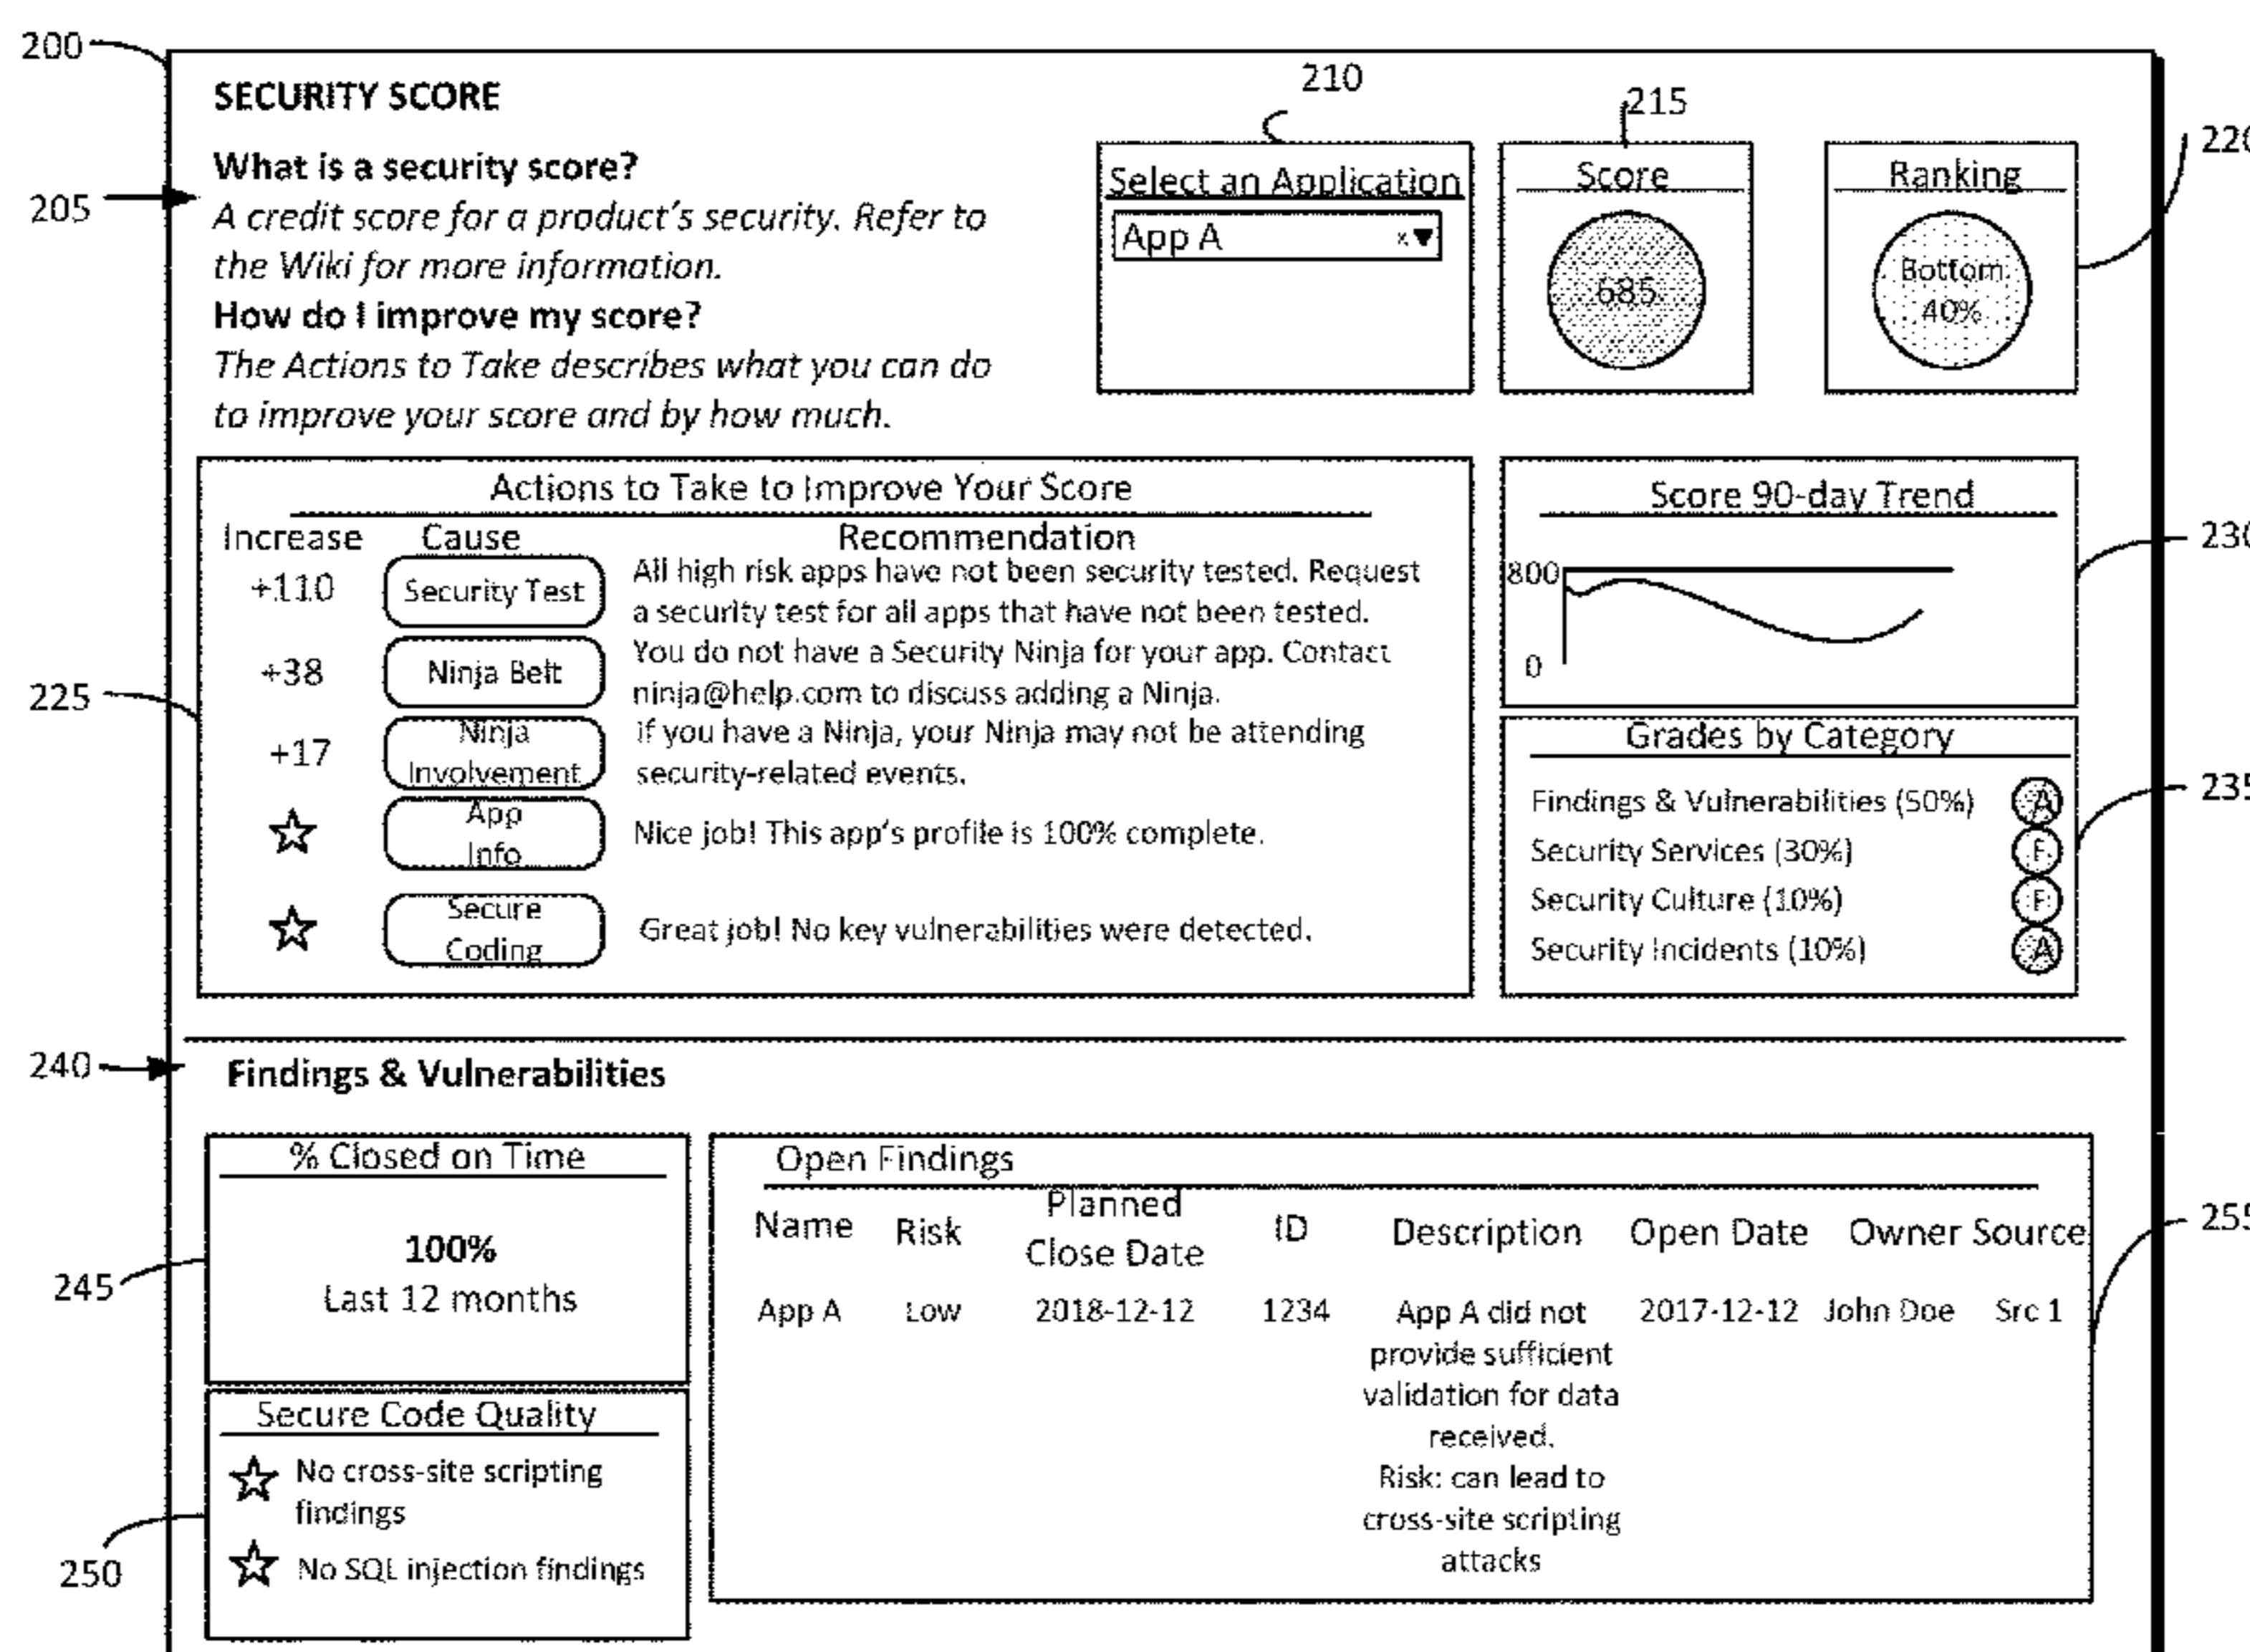 200
SECURITY SCORE
What is a security score?
205
A credit score for a product's security. Refer to
the Wiki for more information.
How do I improve my score?
The Actions to Take describes what you can do
to improve your score and by how much.
210
Select an Application
App A x▼
215
Score
685
Ranking
Bottom
40%
225
Actions to Take to Improve Your Score
Increase Cause Recommendation
+110 Security Test All high risk apps have not been security tested. Request
a security test for all apps that have not been tested.
+38 Ninja Belt You do not have a Security Ninja for your app. Contact
ninja@help.com to discuss adding a Ninja.
+17 Ninja
Involvement
If you have a Ninja, your Ninja may not be attending
security-related events.
App
Info
Nice job! This app's profile is 100% complete.
Secure
Coding
Great job! No key vulnerabilities were detected.
Score 90-day Trend
800
0
Grades by Category
Findings & Vulnerabilities (50%) A
Security Services (30%) F
Security Culture (10%) F
Security Incidents (10%) A
240
Findings & Vulnerabilities
% Closed on Time
100%
Last 12 months
245
Secure Code Quality
No cross-site scripting
findings
No SQL injection findings
250
Open Findings
Name Risk Planned
Close Date ID Description Open Date Owner Source
App A Low 2018-12-12 1234 App A did not 2017-12-12 John Doe Src 1
provide sufficient
validation for data
received.
Risk: can lead to
cross-site scripting
attacks